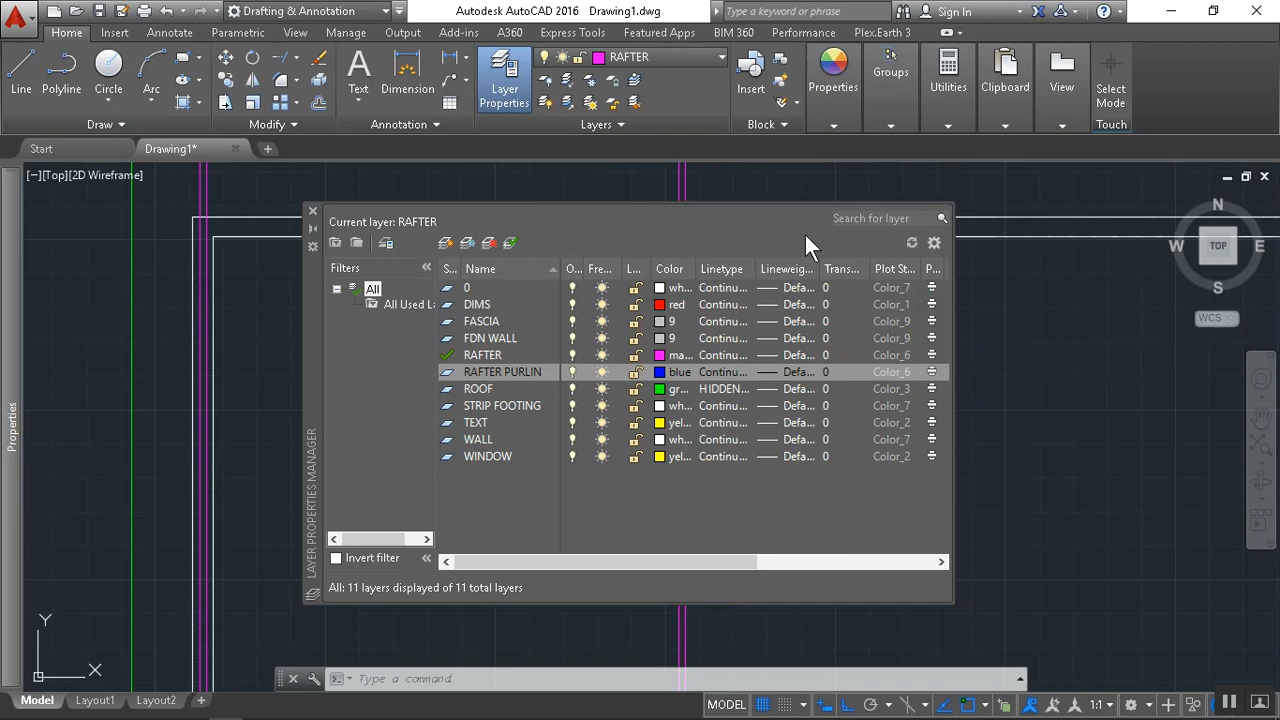 Drafting & Annotation
Autodesk AutoCAD 2016 Drawing1.dwg
Type a keyword or phrase
Sign In
Home Insert Annotate Parametric View Manage Output Add-ins A360 Express Tools Featured Apps BIM 360 Performance Plex.Earth 3
RAFTER
Line Polyline Circle Arc Text Dimension Layer Properties Insert Properties Groups Utilities Clipboard View Select Mode
Draw Modify Annotation Layers Block Touch
Start Drawing1*
[−][Top][2D Wireframe]
N
W TOP E
S
WCS
Current layer: RAFTER
Search for layer
Filters
S... Name O... Fre... L... Color Linetype Lineweig... Trans... Plot St... P...
All
All Used La
0 wh... Continu... Defa... 0 Color_7
DIMS red Continu... Defa... 0 Color_1
FASCIA 9 Continu... Defa... 0 Color_9
FDN WALL 9 Continu... Defa... 0 Color_9
RAFTER ma... Continu... Defa... 0 Color_6
RAFTER PURLIN blue Continu... Defa... 0 Color_6
ROOF gr... HIDDEN... Defa... 0 Color_3
STRIP FOOTING wh... Continu... Defa... 0 Color_7
TEXT yel... Continu... Defa... 0 Color_2
WALL wh... Continu... Defa... 0 Color_7
WINDOW yel... Continu... Defa... 0 Color_2
Invert filter
All: 11 layers displayed of 11 total layers
LAYER PROPERTIES MANAGER
Properties
Y
X
Type a command
Model Layout1 Layout2
MODEL
1:1